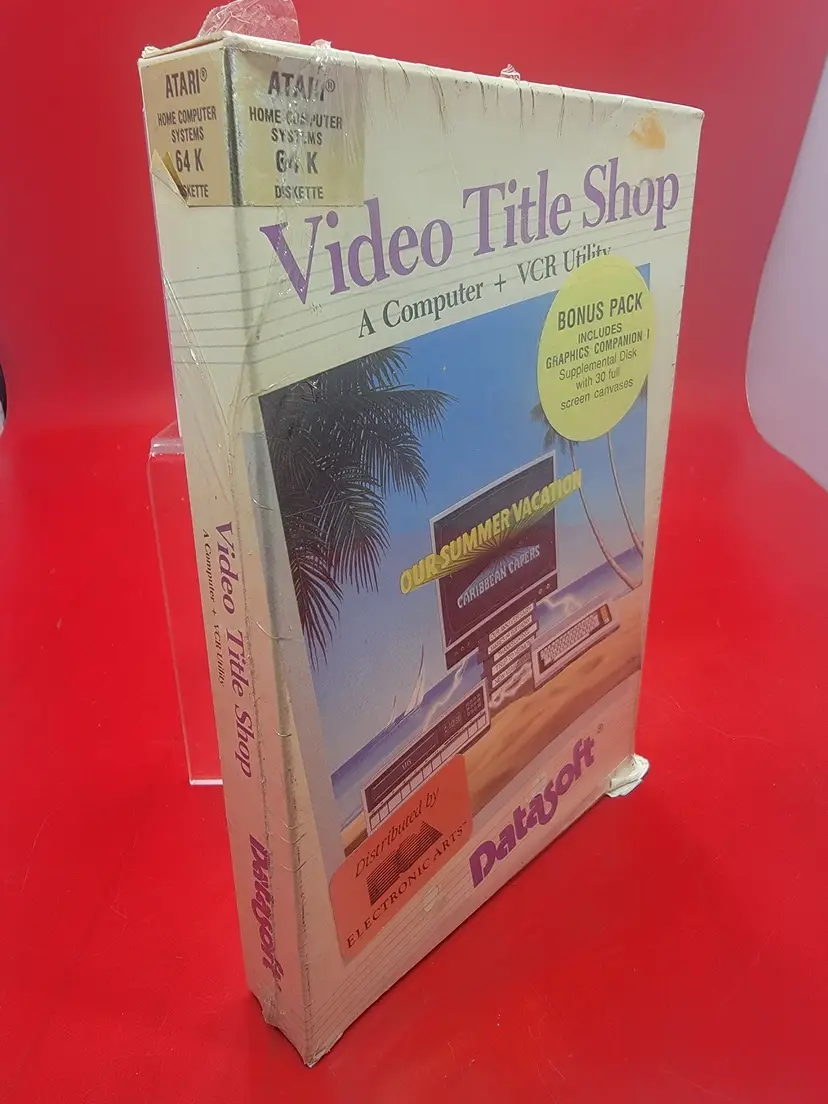 ATARI®
HOME COMPUTER
SYSTEMS
64 K
DISKETTE
ATARI®
HOME COMPUTER
SYSTEMS
64 K
DISKETTE
Video Title Shop
A Computer + VCR Utility
BONUS PACK
INCLUDES
GRAPHICS COMPANION I
Supplemental Disk
with 30 full
screen canvases
OUR SUMMER VACATION
CARIBBEAN CAPERS
Distributed by
ELECTRONIC ARTS™
Datasoft®
Video Title Shop
A Computer + VCR Utility
Datasoft